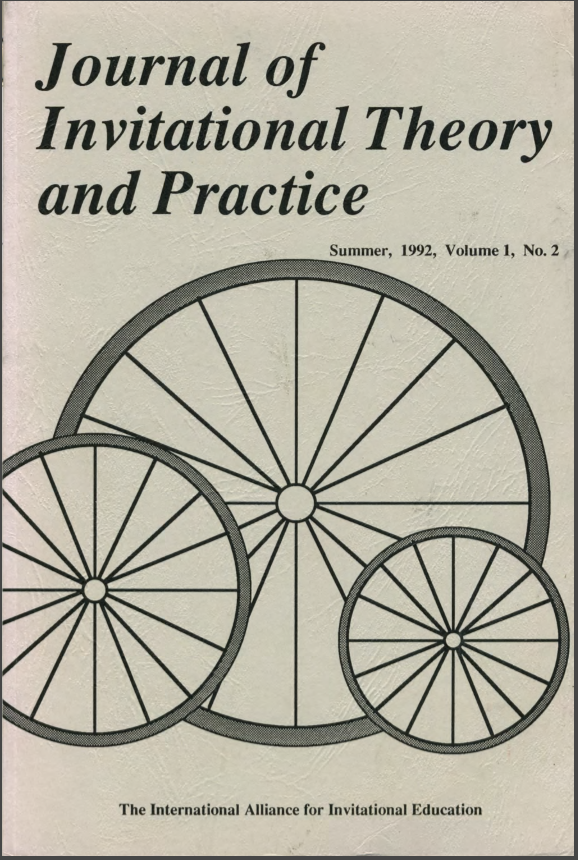 Journal of
Invitational Theory
and Practice
Summer, 1992, Volume 1, No. 2
The International Alliance for Invitational Education